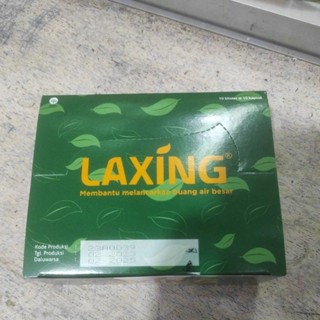 LAXING®
Membantu melancarkan buang air besar
Kode Produksi
Tgl. Produksi
Daluwarsa